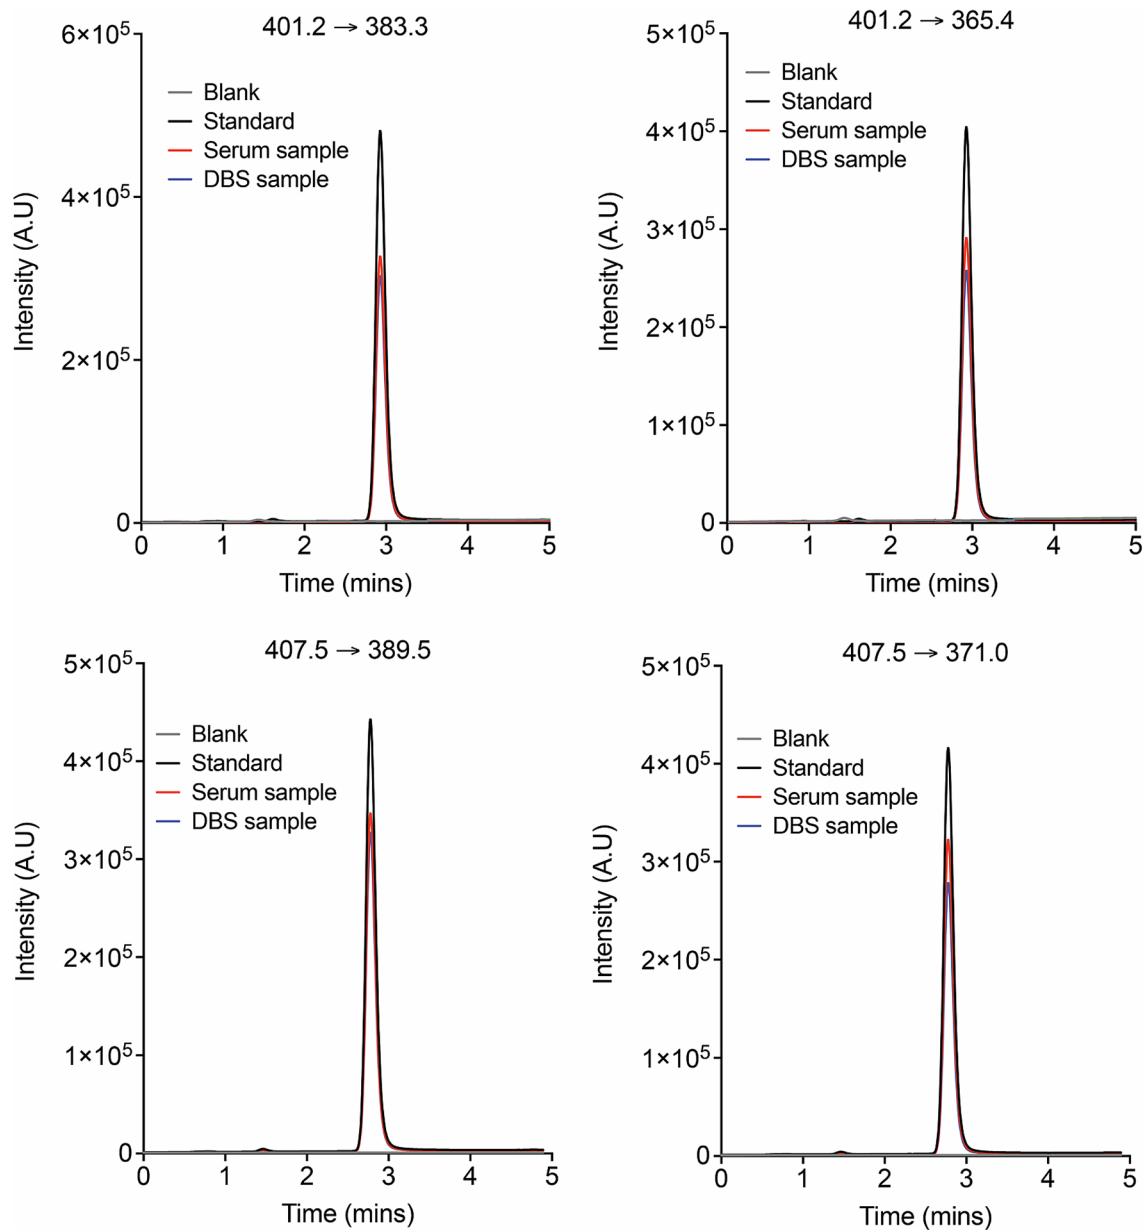 401.2 → 383.3
6×10⁵
4×10⁵
2×10⁵
0
Intensity (A.U)
Blank
Standard
Serum sample
DBS sample
0 1 2 3 4 5
Time (mins)
401.2 → 365.4
5×10⁵
4×10⁵
3×10⁵
2×10⁵
1×10⁵
0
Intensity (A.U)
Blank
Standard
Serum sample
DBS sample
0 1 2 3 4 5
Time (mins)
407.5 → 389.5
5×10⁵
4×10⁵
3×10⁵
2×10⁵
1×10⁵
0
Intensity (A.U)
Blank
Standard
Serum sample
DBS sample
0 1 2 3 4 5
Time (mins)
407.5 → 371.0
5×10⁵
4×10⁵
3×10⁵
2×10⁵
1×10⁵
0
Intensity (A.U)
Blank
Standard
Serum sample
DBS sample
0 1 2 3 4 5
Time (mins)